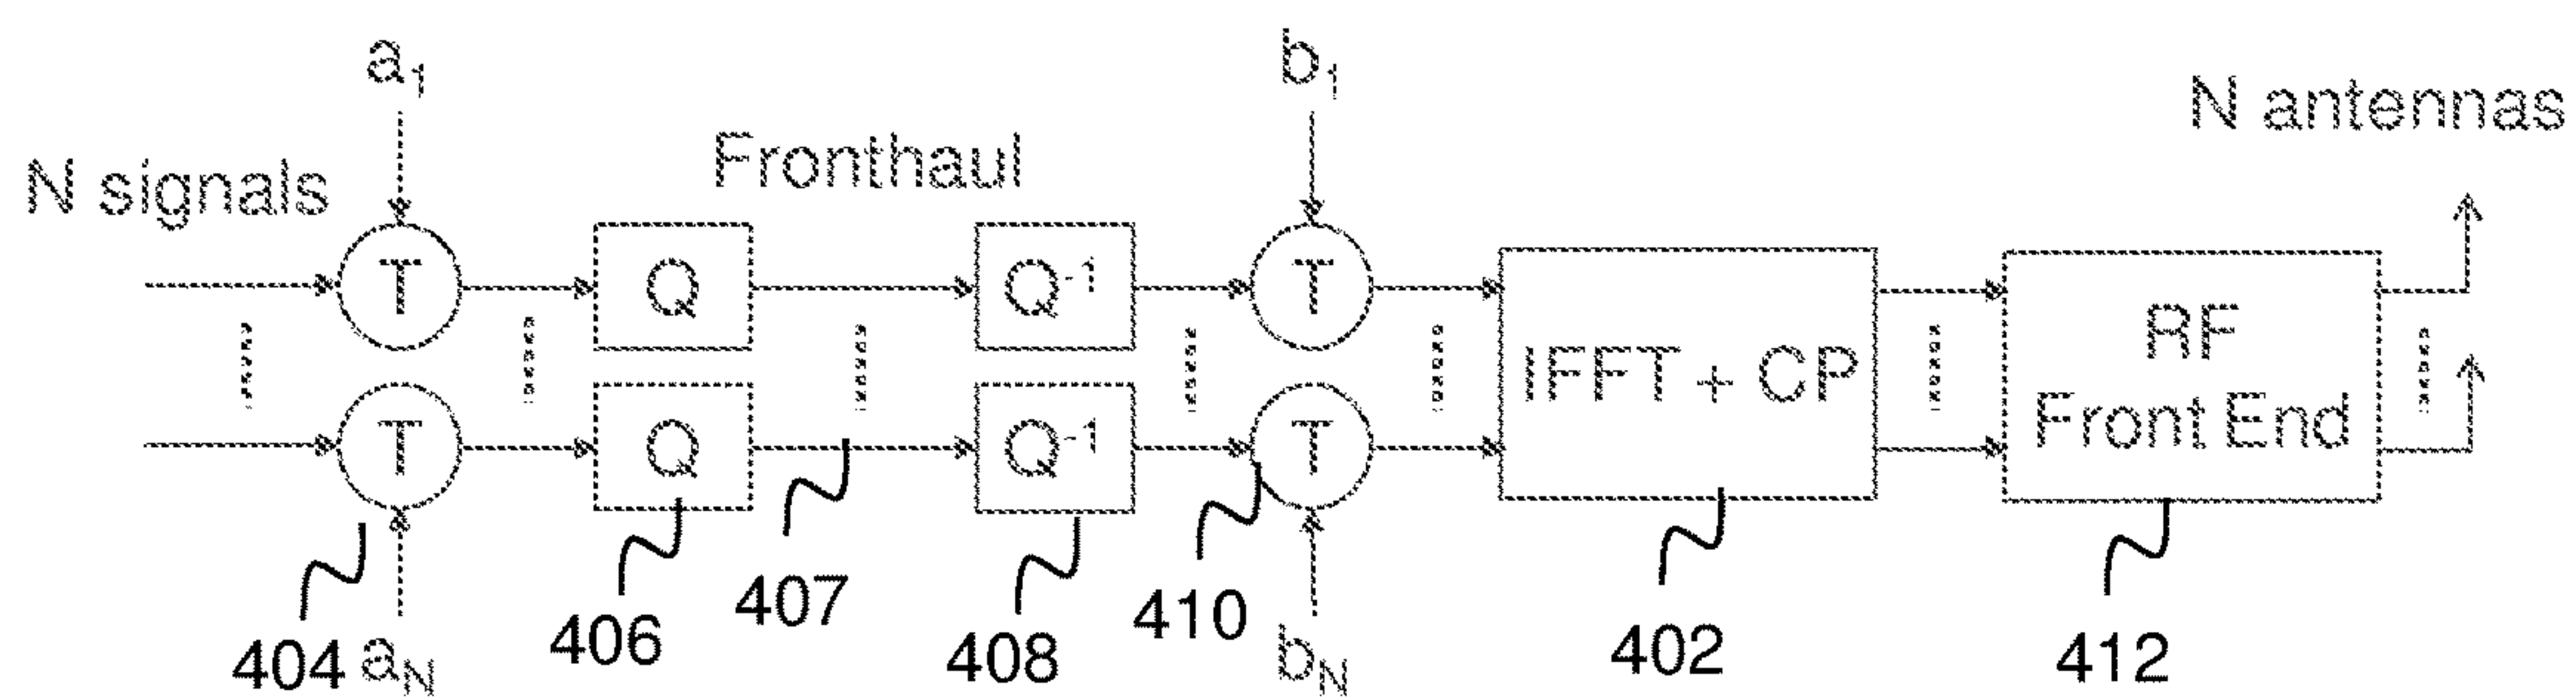 a1
b1
N antennas
N signals
Fronthaul
T
Q
Q-1
T
IFFT + CP
RF
Front End
T
Q
Q-1
T
404
aN
406
407
408
410
bN
402
412